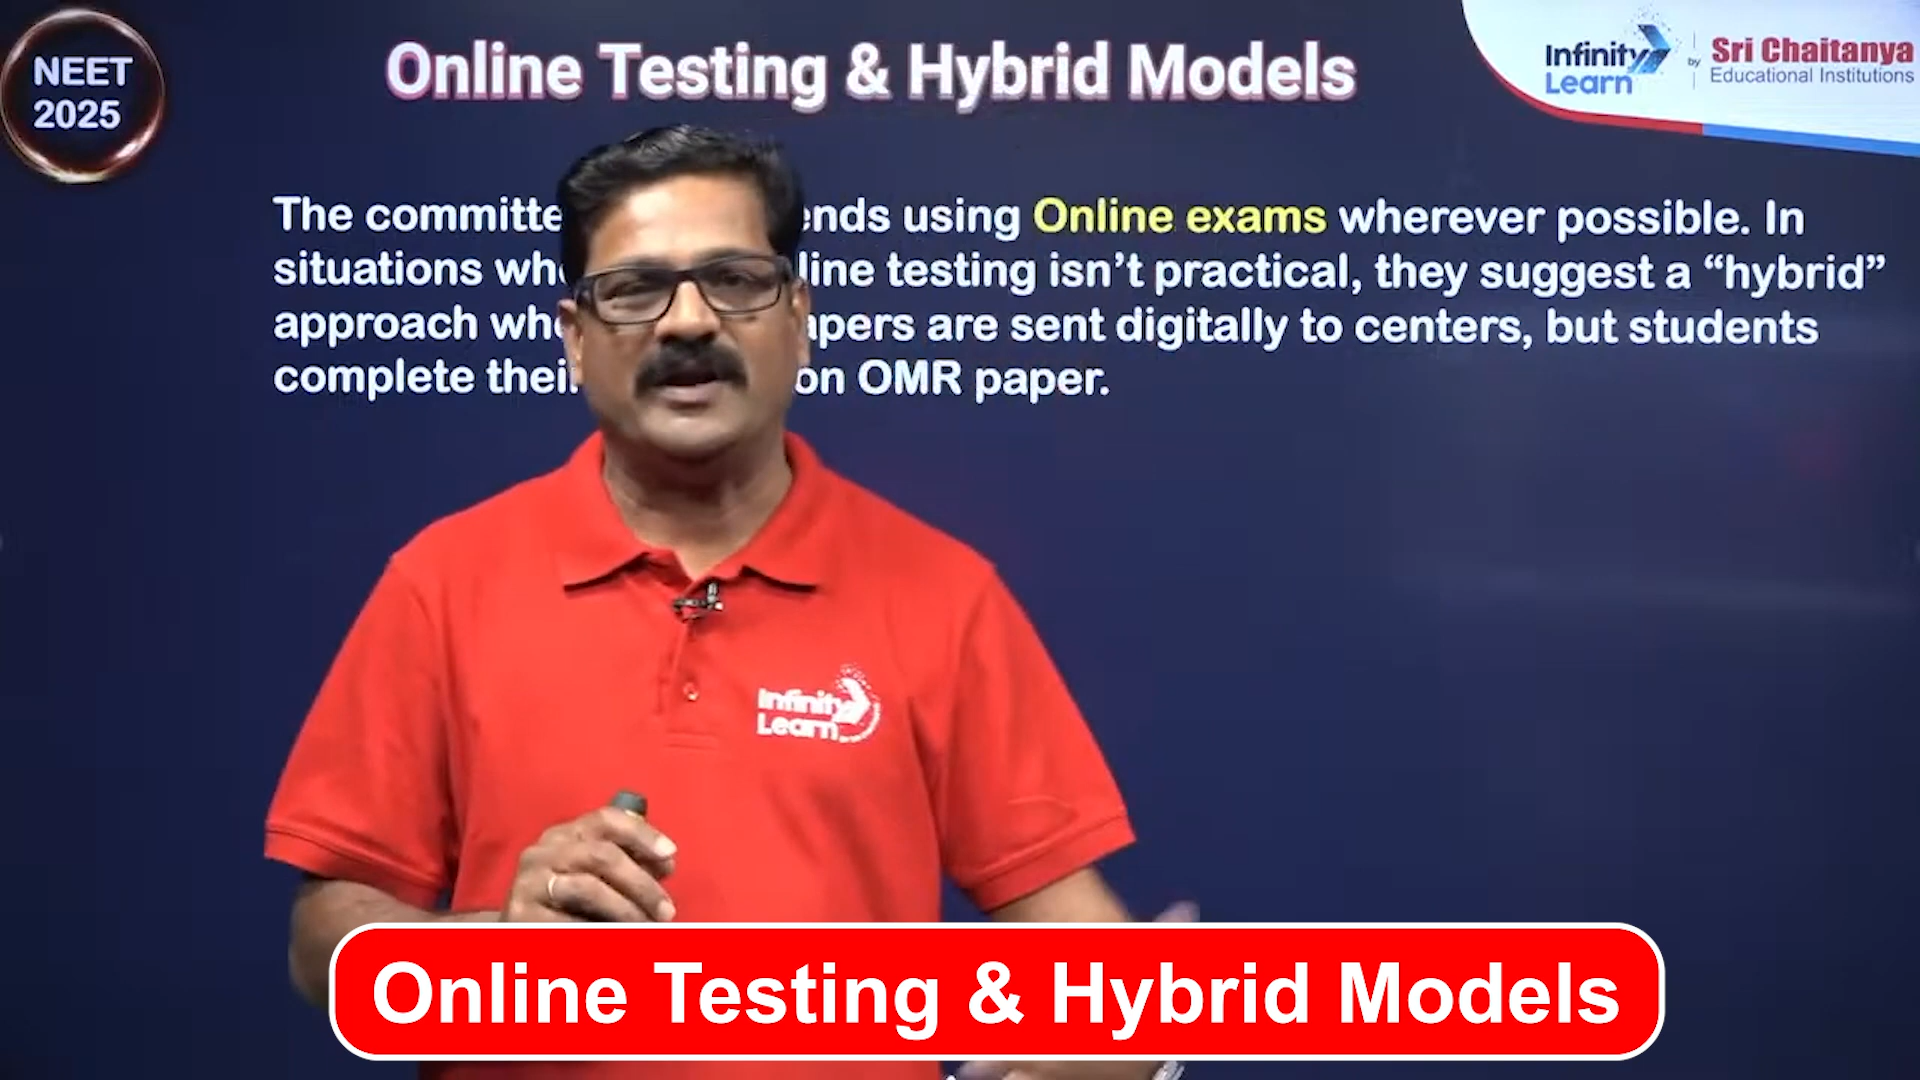 NEET
2025
Online Testing & Hybrid Models
Infinity
Learn
by
Sri Chaitanya
Educational Institutions
The committe ends using Online exams wherever possible. In
situations wh line testing isn’t practical, they suggest a “hybrid”
approach whe apers are sent digitally to centers, but students
complete thei on OMR paper.
Infinity
Learn
Online Testing & Hybrid Models